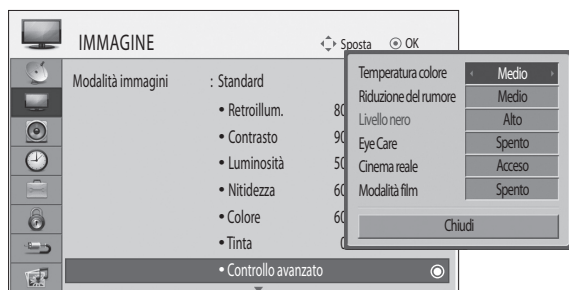 IMMAGINE
Sposta OK
Modalità immagini : Standard
• Retroillum. 80
• Contrasto 90
• Luminosità 50
• Nitidezza 60
• Colore 60
• Tinta 0
• Controllo avanzato
Temperatura colore Medio
Riduzione del rumore Medio
Livello nero Alto
Eye Care Spento
Cinema reale Acceso
Modalità film Spento
Chiudi